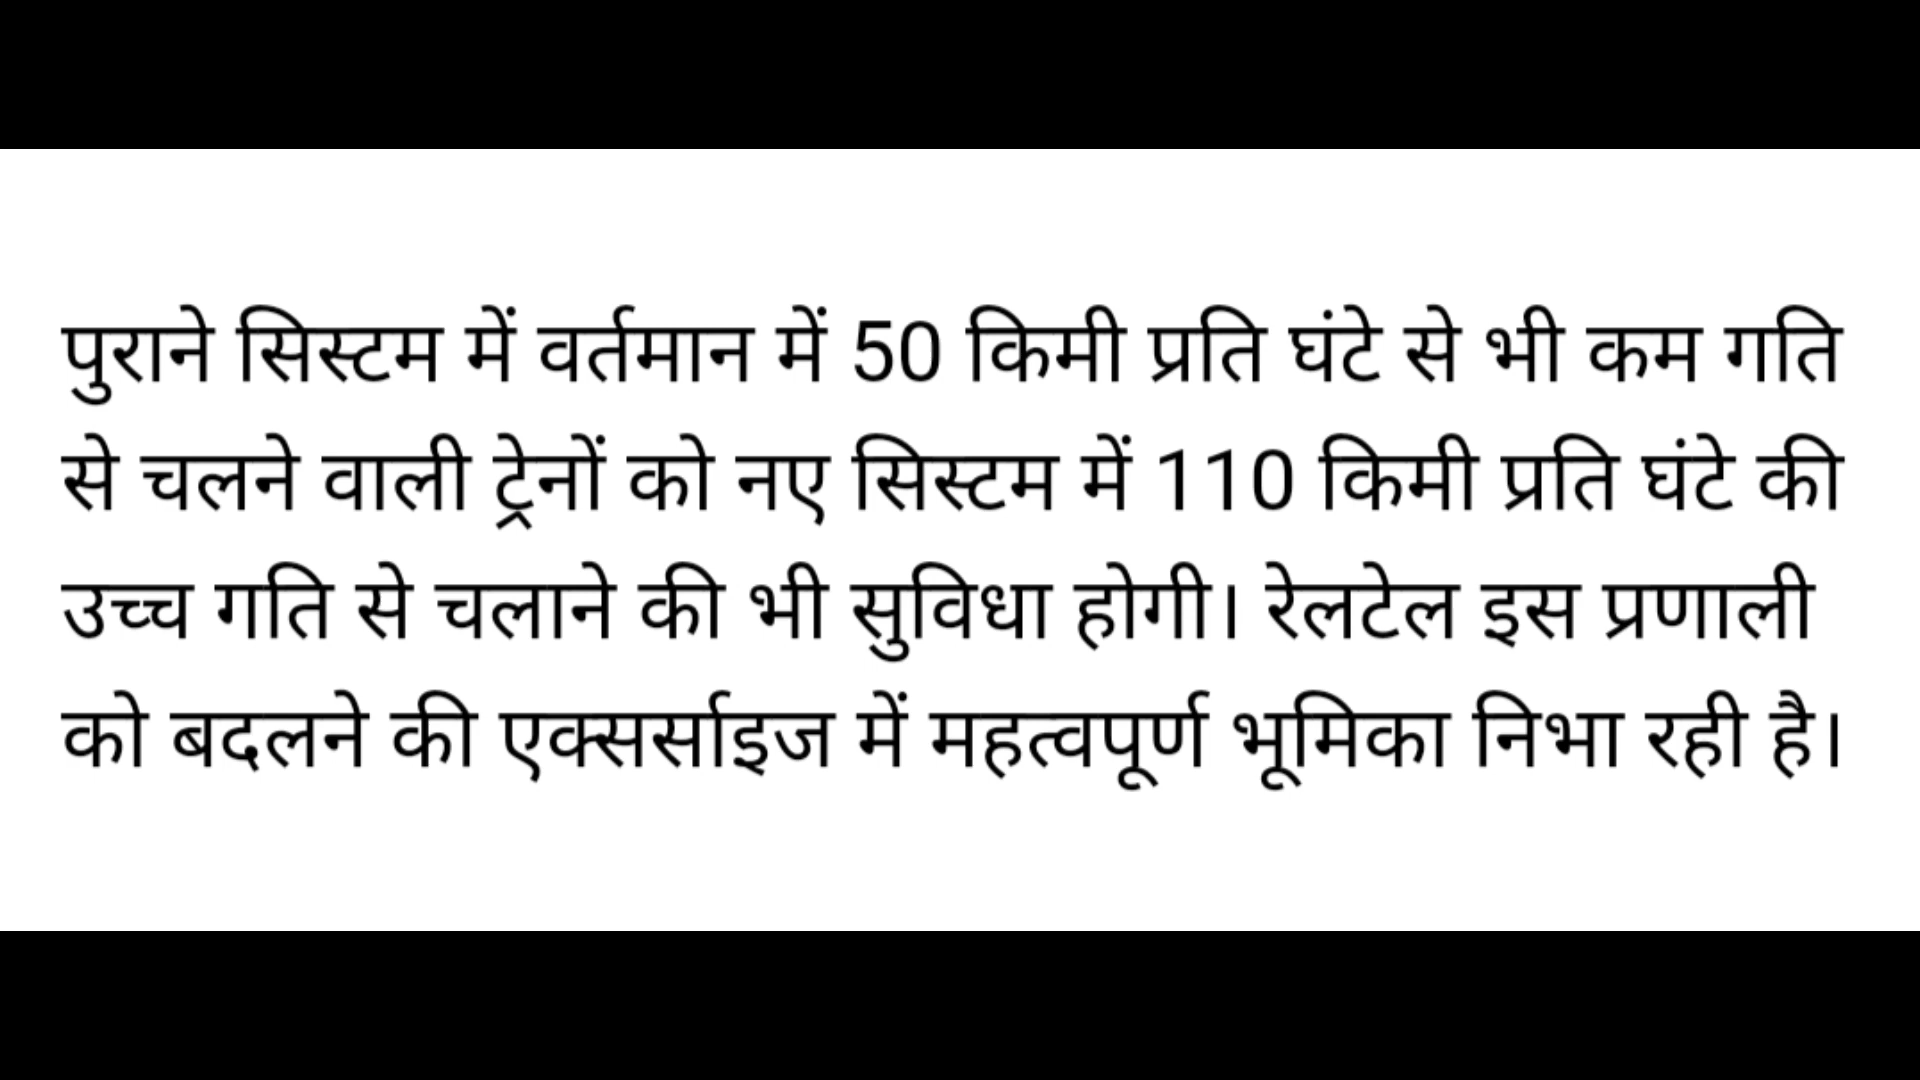 पुराने सिस्टम में वर्तमान में 50 किमी प्रति घंटे से भी कम गति
से चलने वाली ट्रेनों को नए सिस्टम में 110 किमी प्रति घंटे की
उच्च गति से चलाने की भी सुविधा होगी। रेलटेल इस प्रणाली
को बदलने की एक्सर्साइज में महत्वपूर्ण भूमिका निभा रही है।